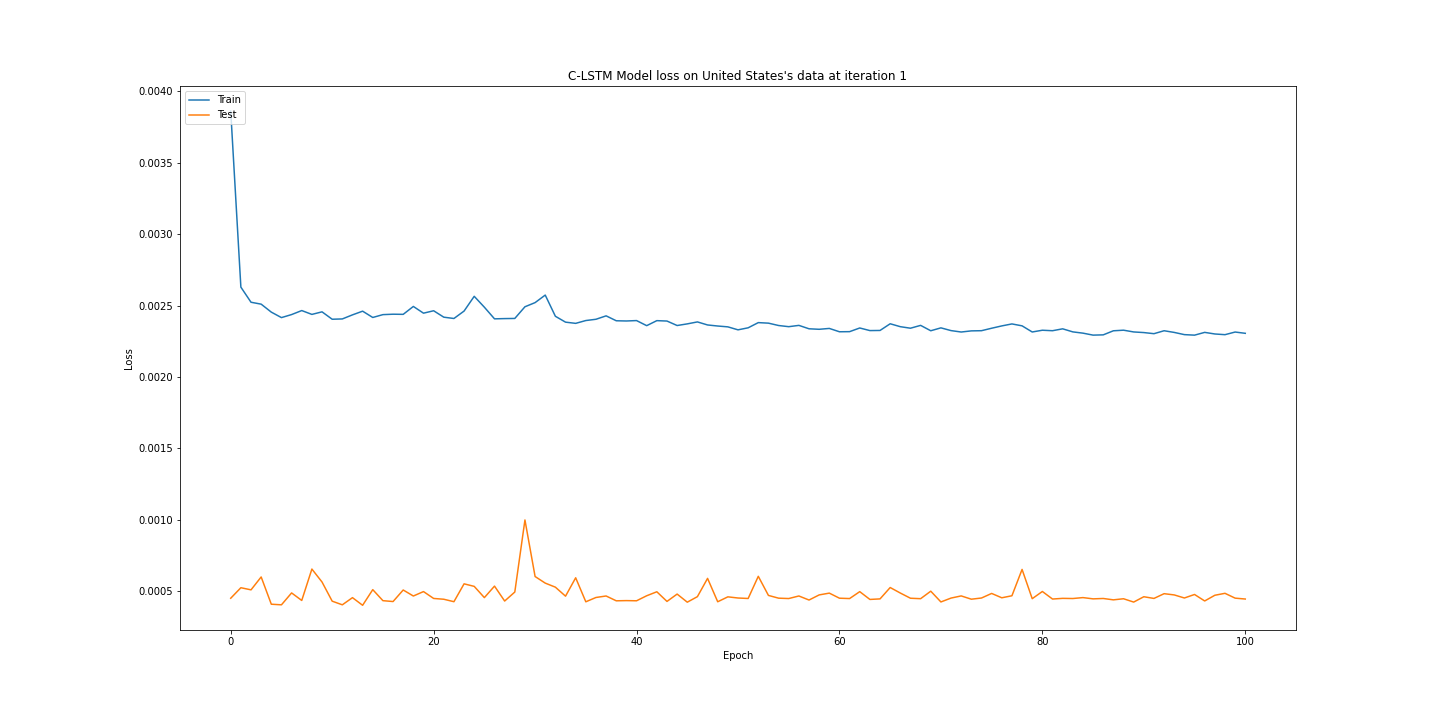 C-LSTM Model loss on United States's data at iteration 1
0.0040
0.0035
0.0030
0.0025
0.0020
0.0015
0.0010
0.0005
Loss
Train
Test
0 20 40 60 80 100
Epoch